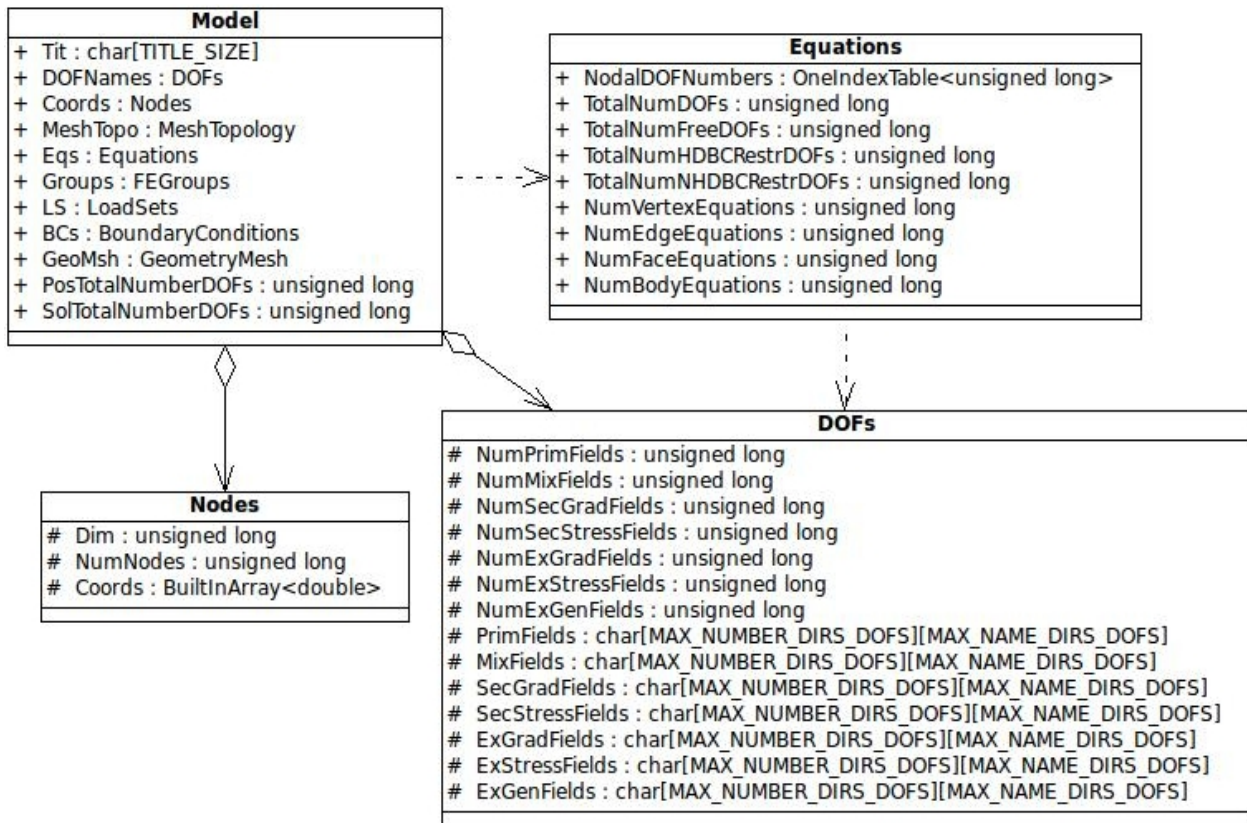 Model
+ Tit : char[TITLE_SIZE]
+ DOFNames : DOFs
+ Coords : Nodes
+ MeshTopo : MeshTopology
+ Eqs : Equations
+ Groups : FEGroups
+ LS : LoadSets
+ BCs : BoundaryConditions
+ GeoMsh : GeometryMesh
+ PosTotalNumberDOFs : unsigned long
+ SolTotalNumberDOFs : unsigned long
Equations
+ NodalDOFNumbers : OneIndexTable<unsigned long>
+ TotalNumDOFs : unsigned long
+ TotalNumFreeDOFs : unsigned long
+ TotalNumHDBCRestrDOFs : unsigned long
+ TotalNumNHDBCRestrDOFs : unsigned long
+ NumVertexEquations : unsigned long
+ NumEdgeEquations : unsigned long
+ NumFaceEquations : unsigned long
+ NumBodyEquations : unsigned long
Nodes
# Dim : unsigned long
# NumNodes : unsigned long
# Coords : BuiltInArray<double>
DOFs
# NumPrimFields : unsigned long
# NumMixFields : unsigned long
# NumSecGradFields : unsigned long
# NumSecStressFields : unsigned long
# NumExGradFields : unsigned long
# NumExStressFields : unsigned long
# NumExGenFields : unsigned long
# PrimFields : char[MAX_NUMBER_DIRS_DOFS][MAX_NAME_DIRS_DOFS]
# MixFields : char[MAX_NUMBER_DIRS_DOFS][MAX_NAME_DIRS_DOFS]
# SecGradFields : char[MAX_NUMBER_DIRS_DOFS][MAX_NAME_DIRS_DOFS]
# SecStressFields : char[MAX_NUMBER_DIRS_DOFS][MAX_NAME_DIRS_DOFS]
# ExGradFields : char[MAX_NUMBER_DIRS_DOFS][MAX_NAME_DIRS_DOFS]
# ExStressFields : char[MAX_NUMBER_DIRS_DOFS][MAX_NAME_DIRS_DOFS]
# ExGenFields : char[MAX_NUMBER_DIRS_DOFS][MAX_NAME_DIRS_DOFS]